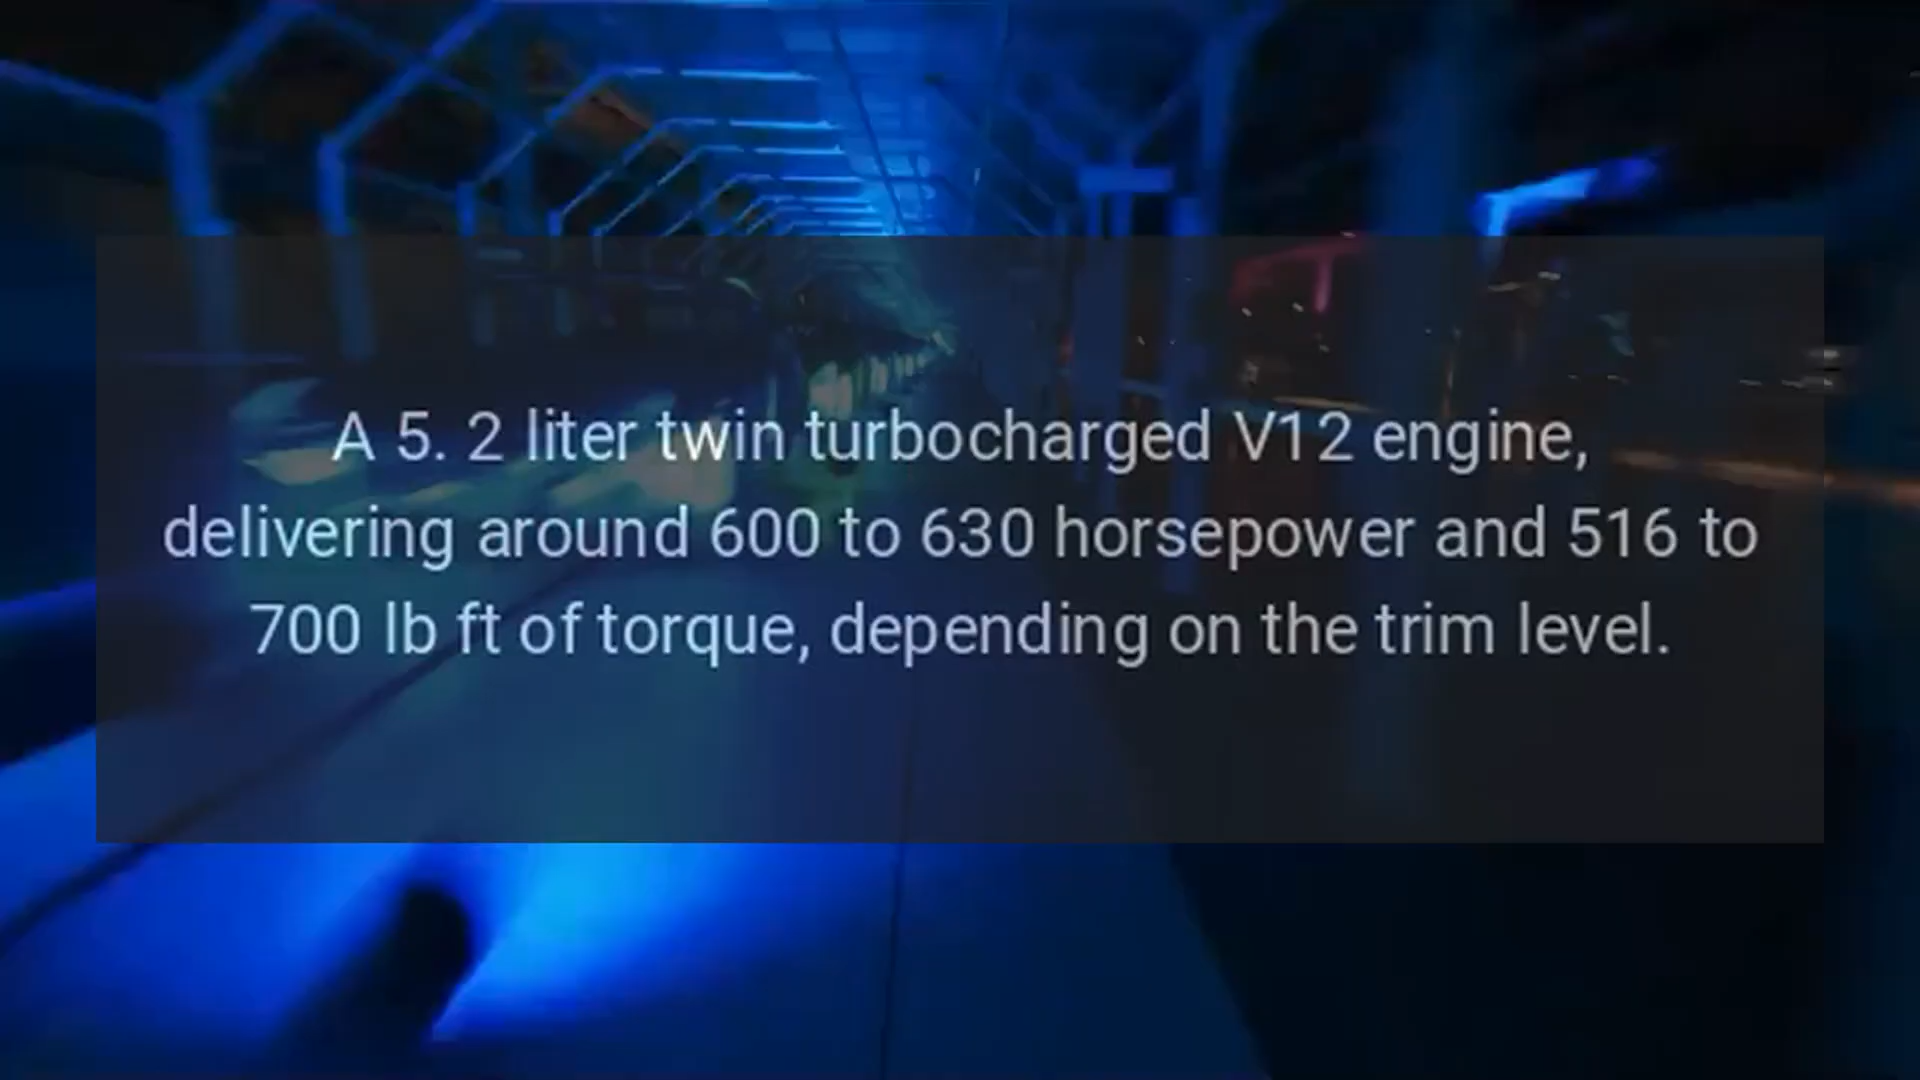 A 5. 2 liter twin turbocharged V12 engine,
delivering around 600 to 630 horsepower and 516 to
700 lb ft of torque, depending on the trim level.